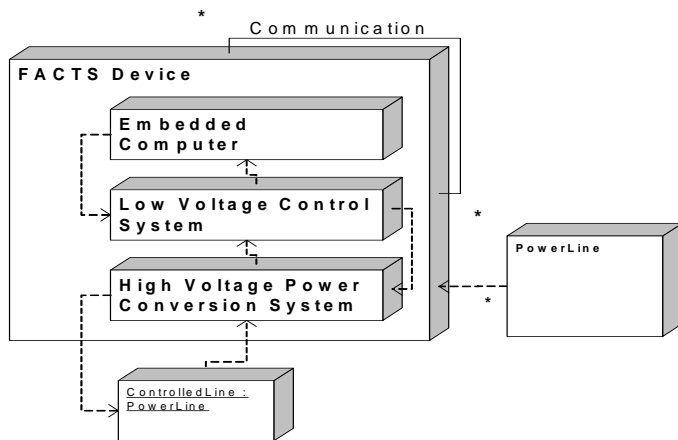 *
Communication
FACTS Device
Embedded
Computer
Low Voltage Control
System
*
PowerLine
High Voltage Power
Conversion System
*
ControlledLine :
PowerLine